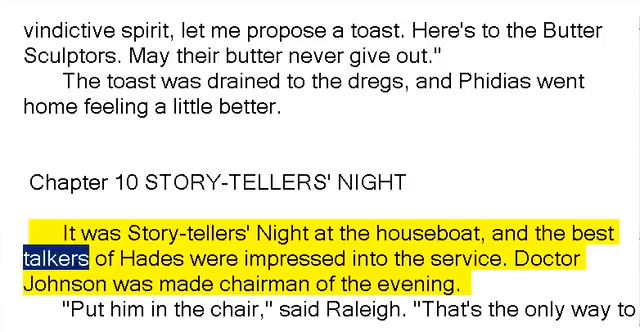 vindictive spirit, let me propose a toast. Here's to the Butter
Sculptors. May their butter never give out."
The toast was drained to the dregs, and Phidias went
home feeling a little better.
Chapter 10 STORY-TELLERS' NIGHT
It was Story-tellers' Night at the houseboat, and the best
talkers of Hades were impressed into the service. Doctor
Johnson was made chairman of the evening.
"Put him in the chair," said Raleigh. "That's the only way to